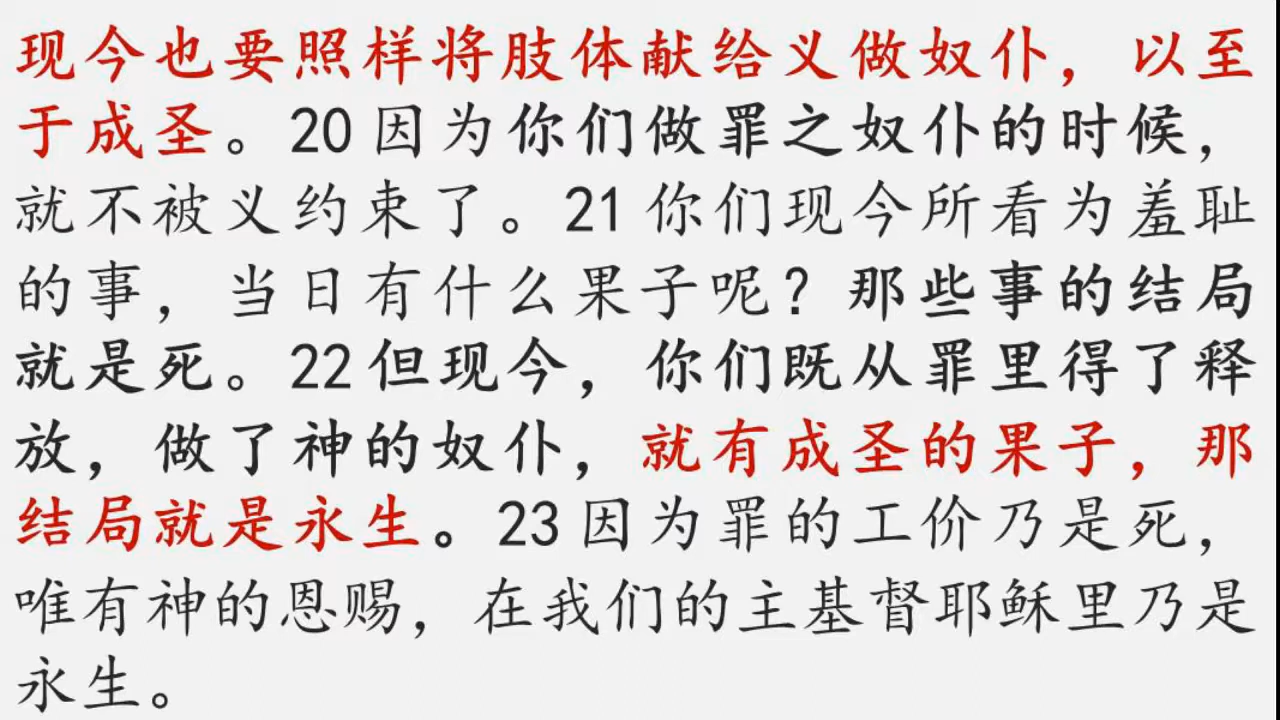 现今也要照样将肢体献给义做奴仆，以至
于成圣。20 因为你们做罪之奴仆的时候，
就不被义约束了。21 你们现今所看为羞耻
的事，当日有什么果子呢？那些事的结局
就是死。22 但现今，你们既从罪里得了释
放，做了神的奴仆，就有成圣的果子，那
结局就是永生。23 因为罪的工价乃是死，
唯有神的恩赐，在我们的主基督耶稣里乃是
永生。